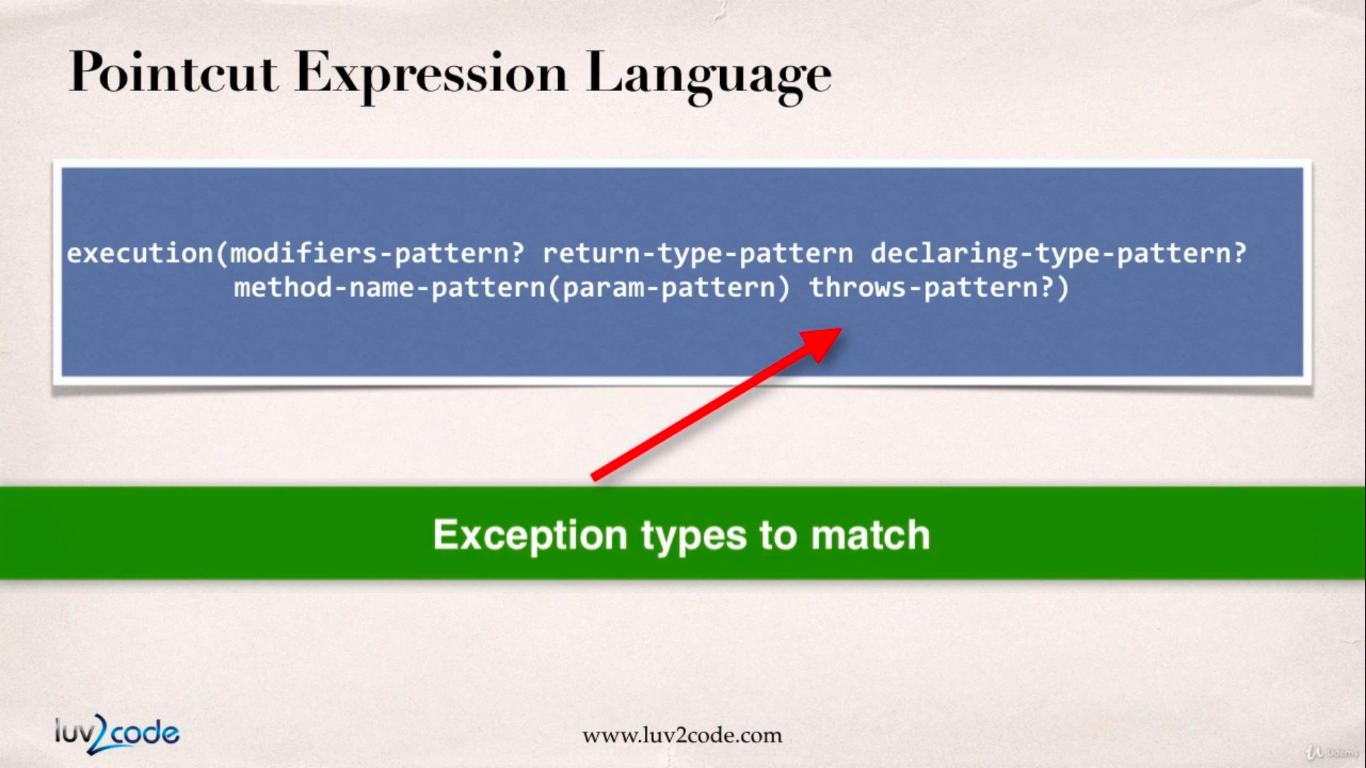 Pointcut Expression Language
execution(modifiers-pattern? return-type-pattern declaring-type-pattern?
method-name-pattern(param-pattern) throws-pattern?)
Exception types to match
luv2code
www.luv2code.com
Udemy